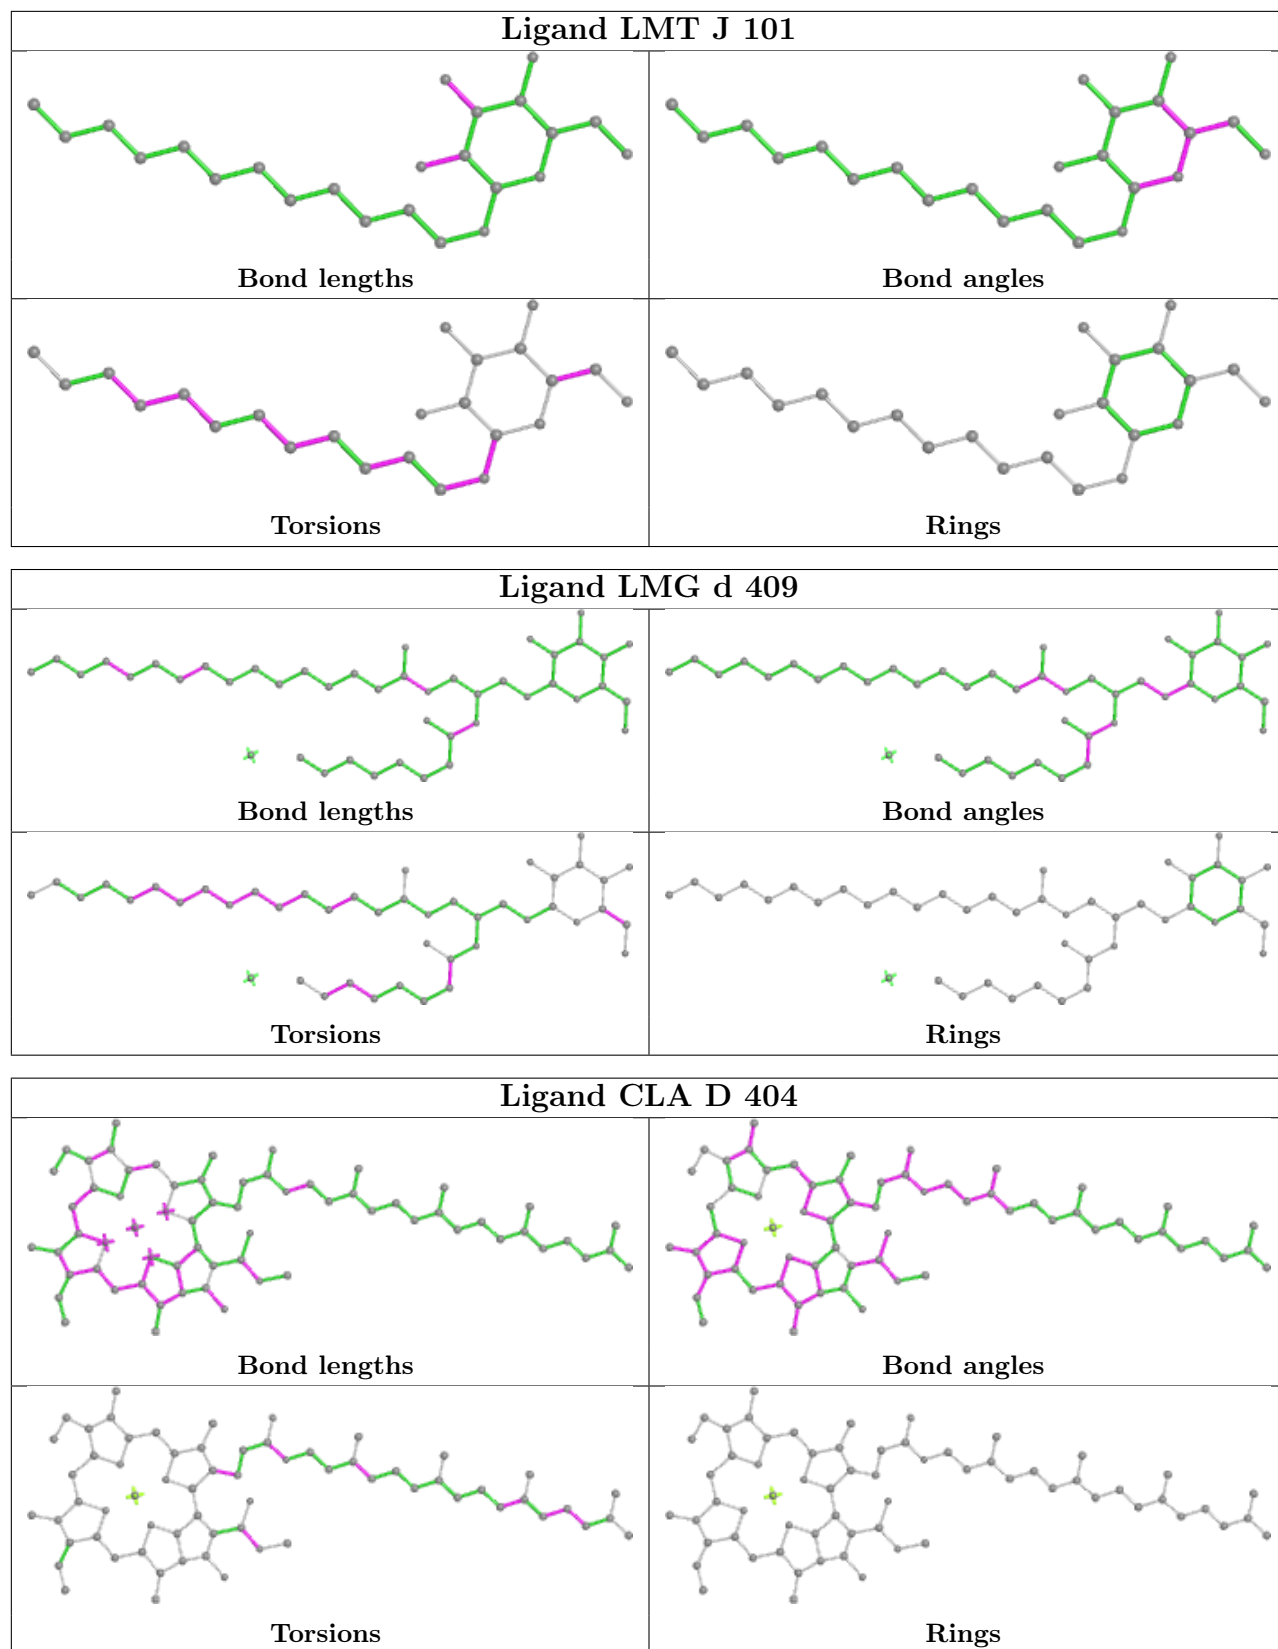 Ligand LMT J 101
Bond lengths
Bond angles
Torsions
Rings
Ligand LMG d 409
Bond lengths
Bond angles
Torsions
Rings
Ligand CLA D 404
Bond lengths
Bond angles
Torsions
Rings